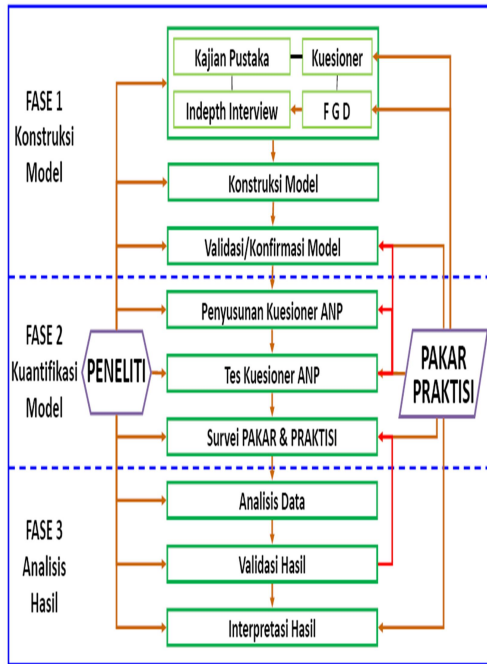 FASE 1
Konstruksi
Model
Kajian Pustaka
Kuesioner
Indepth Interview
F G D
Konstruksi Model
Validasi/Konfirmasi Model
FASE 2
Kuantifikasi
Model
PENELITI
Penyusunan Kuesioner ANP
Tes Kuesioner ANP
Survei PAKAR & PRAKTISI
PAKAR
PRAKTISI
FASE 3
Analisis
Hasil
Analisis Data
Validasi Hasil
Interpretasi Hasil